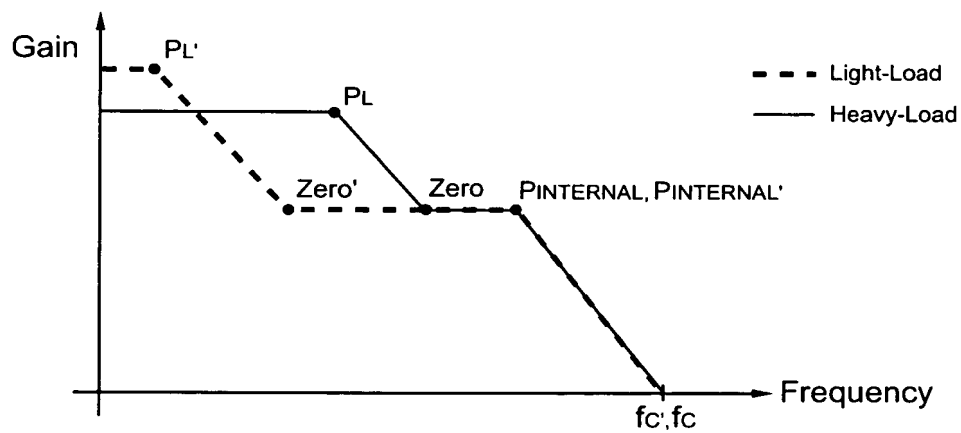 Gain
PL'
Light-Load
PL
Heavy-Load
Zero'
Zero
PINTERNAL, PINTERNAL'
Frequency
fC', fC